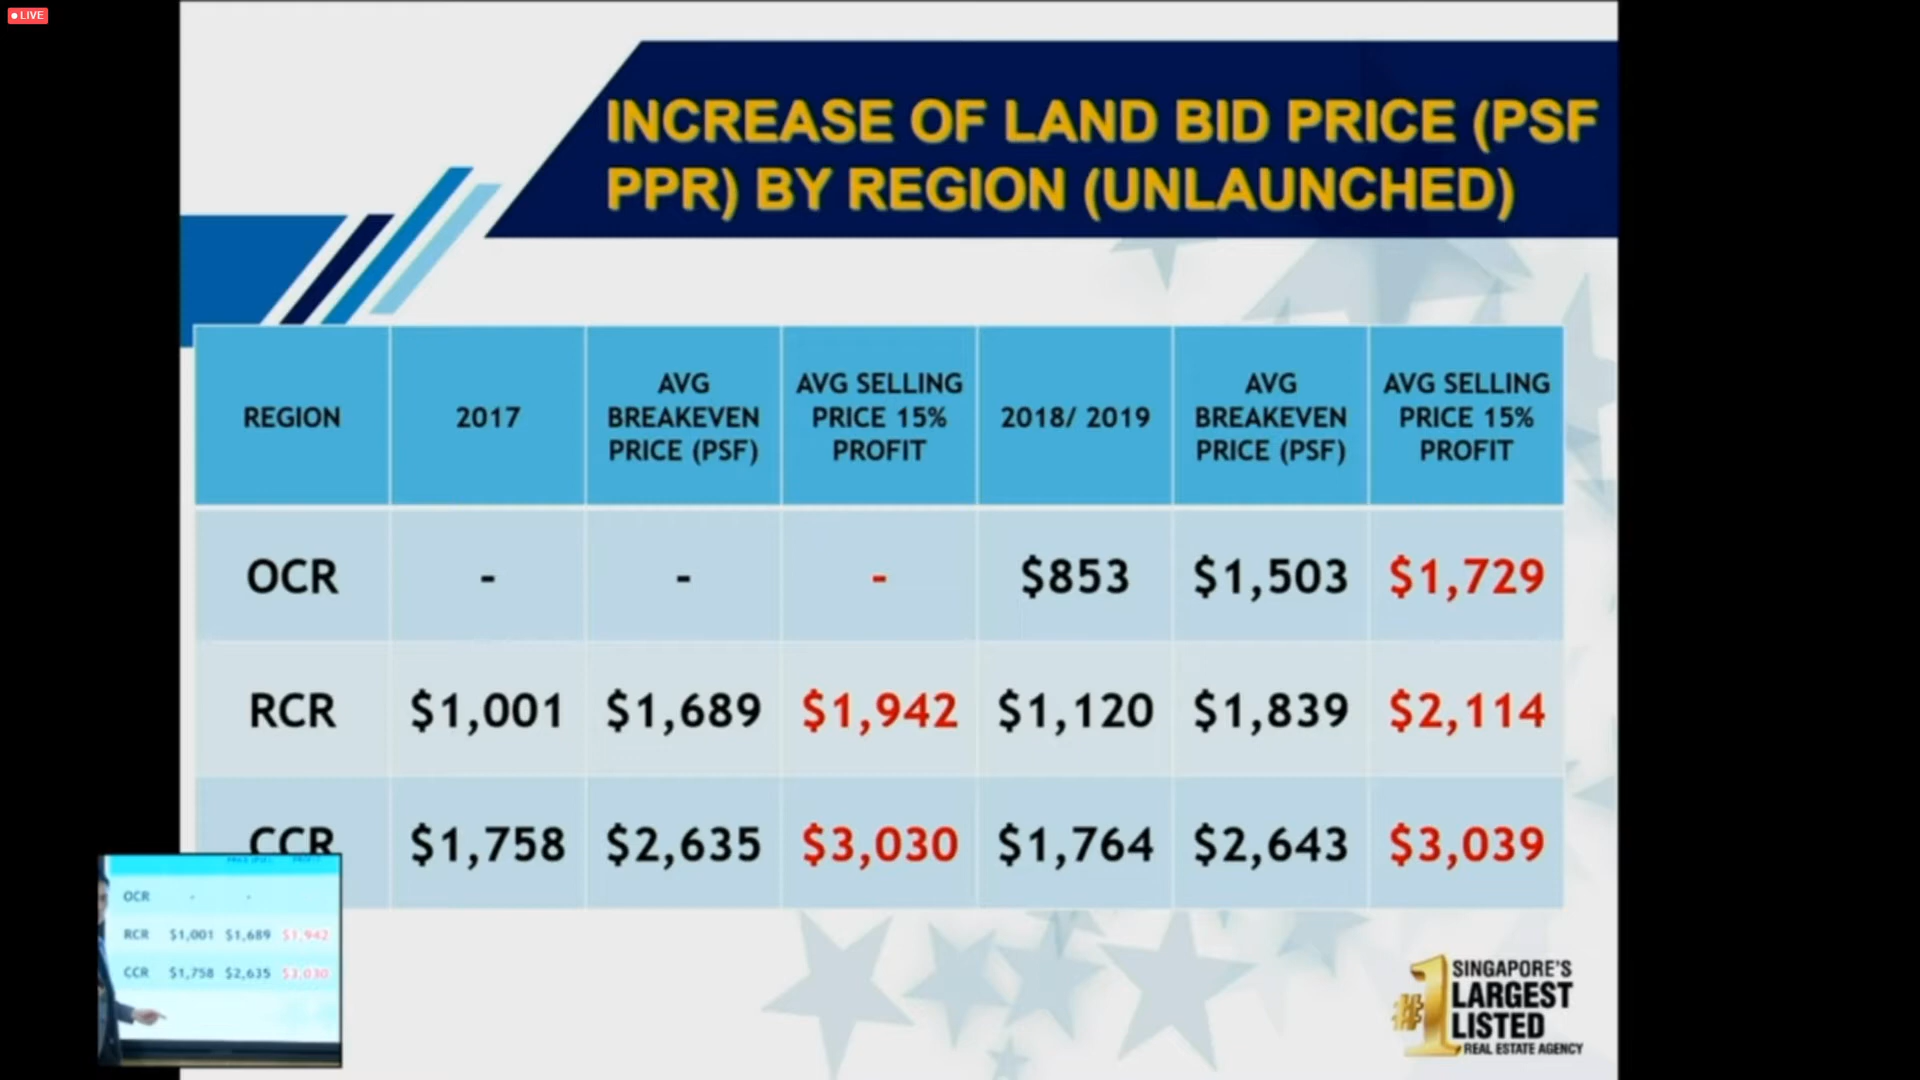 LIVE
INCREASE OF LAND BID PRICE (PSF
PPR) BY REGION (UNLAUNCHED)
REGION 2017 AVG BREAKEVEN PRICE (PSF) AVG SELLING PRICE 15% PROFIT 2018/ 2019 AVG BREAKEVEN PRICE (PSF) AVG SELLING PRICE 15% PROFIT
OCR - - - $853 $1,503 $1,729
RCR $1,001 $1,689 $1,942 $1,120 $1,839 $2,114
CCR $1,758 $2,635 $3,030 $1,764 $2,643 $3,039
OCR - -
RCR $1,001 $1,689 $1,942
CCR $1,758 $2,635 $3,030
#1 SINGAPORE'S
LARGEST
LISTED
REAL ESTATE AGENCY